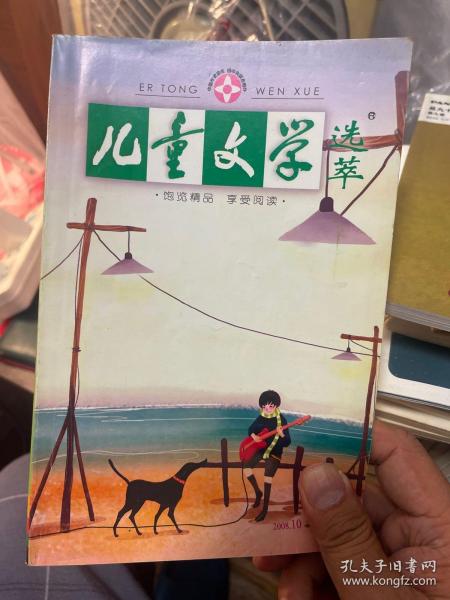 ER TONG WEN XUE
儿童文学选萃
6
·饱览精品 享受阅读·
2008.10
孔夫子旧书网
www.kongfz.com